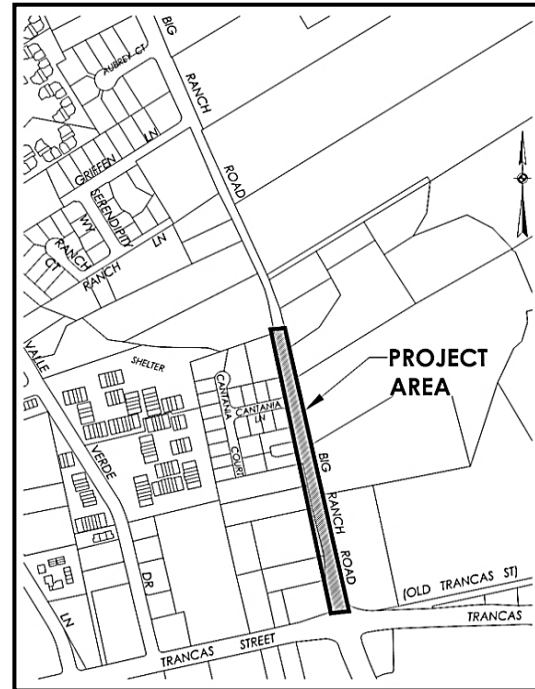 BIG
RANCH
ROAD
AUBREY CT
GRIFFEN
LN
SERENDIPITY
WY
RANCH
CT
RANCH
LN
VALLE
VERDE
DR
SHELTER
CANTANIA
COURT
CANTANIA
LN
PROJECT
AREA
BIG
RANCH
ROAD
(OLD TRANCAS ST)
TRANCAS
TRANCAS STREET
LN